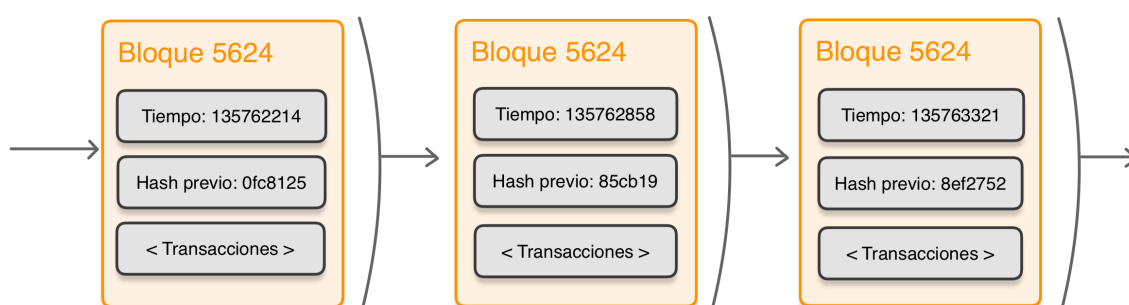 Bloque 5624
Tiempo: 135762214
Hash previo: 0fc8125
< Transacciones >
Bloque 5624
Tiempo: 135762858
Hash previo: 85cb19
< Transacciones >
Bloque 5624
Tiempo: 135763321
Hash previo: 8ef2752
< Transacciones >